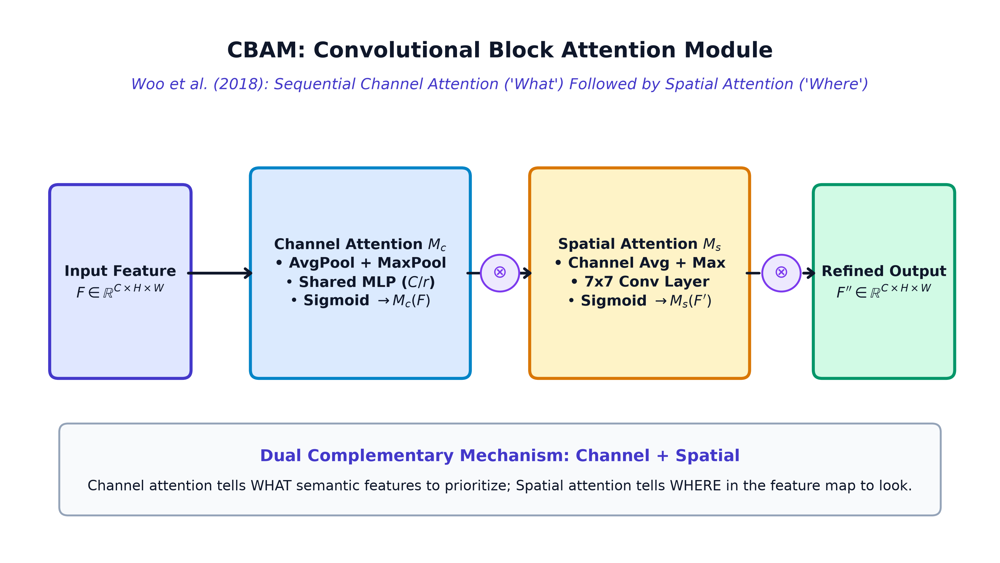 CBAM: Convolutional Block Attention Module
Woo et al. (2018): Sequential Channel Attention ('What') Followed by Spatial Attention ('Where')
Input Feature
F ∈ ℝ^{C×H×W}
Channel Attention M_c
• AvgPool + MaxPool
• Shared MLP (C/r)
• Sigmoid → M_c(F)
⊗
Spatial Attention M_s
• Channel Avg + Max
• 7x7 Conv Layer
• Sigmoid → M_s(F′)
⊗
Refined Output
F″ ∈ ℝ^{C×H×W}
Dual Complementary Mechanism: Channel + Spatial
Channel attention tells WHAT semantic features to prioritize; Spatial attention tells WHERE in the feature map to look.